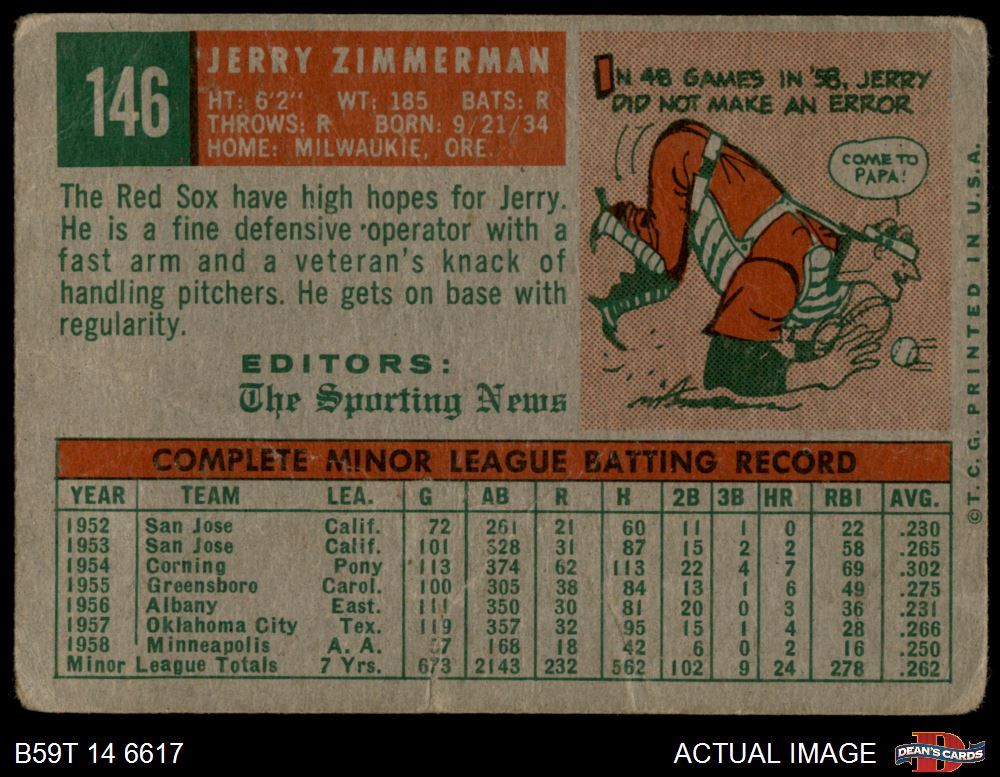 146
JERRY ZIMMERMAN
HT: 6'2" WT: 185 BATS: R
THROWS: R BORN: 9/21/34
HOME: MILWAUKIE, ORE.
The Red Sox have high hopes for Jerry.
He is a fine defensive operator with a
fast arm and a veteran's knack of
handling pitchers. He gets on base with
regularity.
EDITORS:
The Sporting News
IN 48 GAMES IN '58, JERRY
DID NOT MAKE AN ERROR
COME TO
PAPA!
© T. C. G. PRINTED IN U.S.A.
COMPLETE MINOR LEAGUE BATTING RECORD
YEAR TEAM LEA. G AB R H 2B 3B HR RBI AVG.
1952 San Jose Calif. 72 261 21 60 11 1 0 22 .230
1953 San Jose Calif. 101 328 31 87 15 2 2 58 .265
1954 Corning Pony 113 374 62 113 22 4 7 69 .302
1955 Greensboro Carol. 100 305 38 84 13 1 6 49 .275
1956 Albany East. 111 350 30 81 20 0 3 36 .231
1957 Oklahoma City Tex. 119 357 32 95 15 1 4 28 .266
1958 Minneapolis A. A. 168 18 42 6 0 2 16 .250
Minor League Totals 7 Yrs. 673 2143 232 562 102 9 24 278 .262
B59T 14 6617
ACTUAL IMAGE
D
DEAN'S CARDS